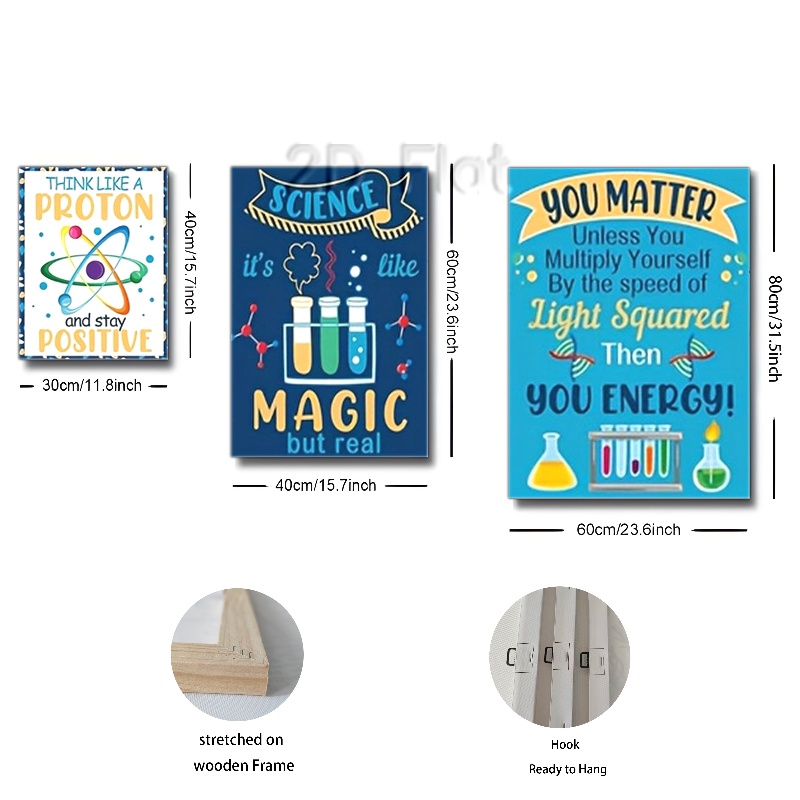 2D Flat
THINK LIKE A
PROTON
and stay
POSITIVE
40cm/15.7inch
30cm/11.8inch
SCIENCE
it's like
MAGIC
but real
60cm/23.6inch
40cm/15.7inch
YOU MATTER
Unless You
Multiply Yourself
By the speed of
Light Squared
Then
YOU ENERGY!
80cm/31.5inch
60cm/23.6inch
stretched on
wooden Frame
Hook
Ready to Hang